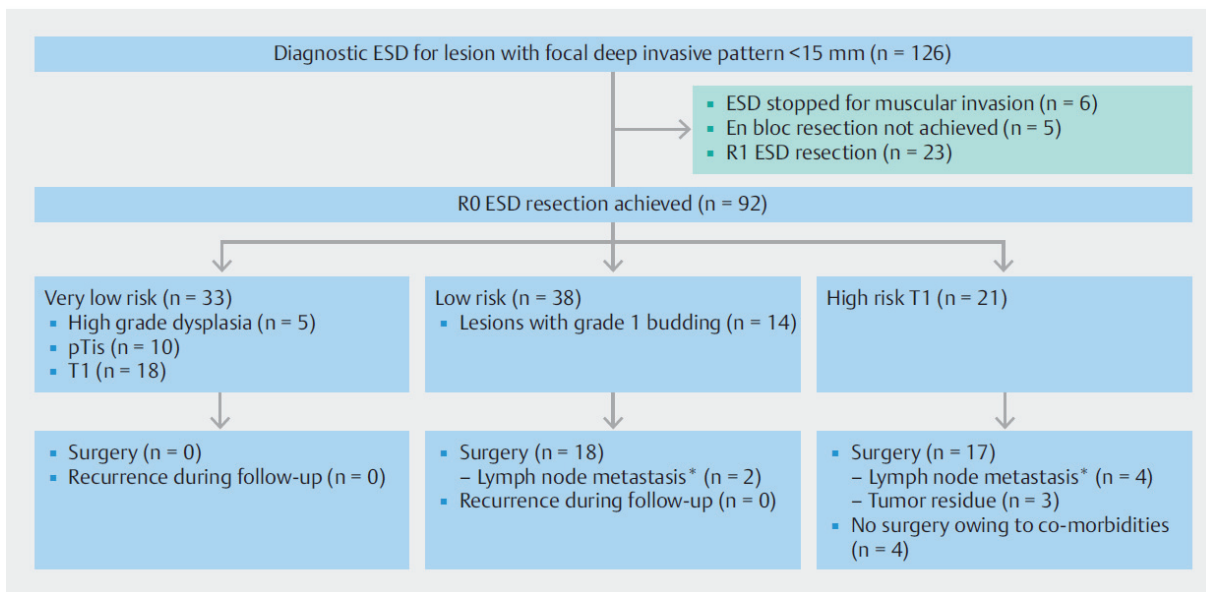 Diagnostic ESD for lesion with focal deep invasive pattern <15 mm (n = 126)
▪ ESD stopped for muscular invasion (n = 6)
▪ En bloc resection not achieved (n = 5)
▪ R1 ESD resection (n = 23)
R0 ESD resection achieved (n = 92)
Very low risk (n = 33)
▪ High grade dysplasia (n = 5)
▪ pTis (n = 10)
▪ T1 (n = 18)
Low risk (n = 38)
▪ Lesions with grade 1 budding (n = 14)
High risk T1 (n = 21)
▪ Surgery (n = 0)
▪ Recurrence during follow-up (n = 0)
▪ Surgery (n = 18)
– Lymph node metastasis* (n = 2)
▪ Recurrence during follow-up (n = 0)
▪ Surgery (n = 17)
– Lymph node metastasis* (n = 4)
– Tumor residue (n = 3)
▪ No surgery owing to co-morbidities
(n = 4)